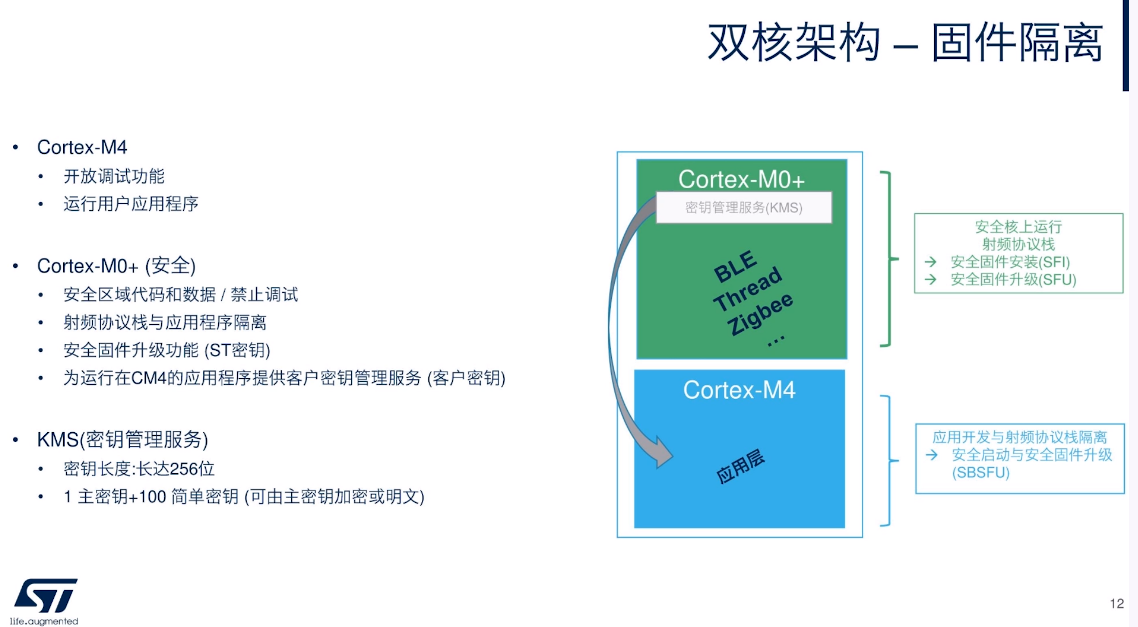 双核架构 – 固件隔离
• Cortex-M4
• 开放调试功能
• 运行用户应用程序
• Cortex-M0+ (安全)
• 安全区域代码和数据 / 禁止调试
• 射频协议栈与应用程序隔离
• 安全固件升级功能 (ST密钥)
• 为运行在CM4的应用程序提供客户密钥管理服务 (客户密钥)
• KMS(密钥管理服务)
• 密钥长度:长达256位
• 1 主密钥+100 简单密钥 (可由主密钥加密或明文)
Cortex-M0+
密钥管理服务(KMS)
BLE
Thread
Zigbee
...
Cortex-M4
应用层
安全核上运行
射频协议栈
→ 安全固件安装(SFI)
→ 安全固件升级(SFU)
应用开发与射频协议栈隔离
→ 安全启动与安全固件升级
(SBSFU)
ST
life.augmented
12